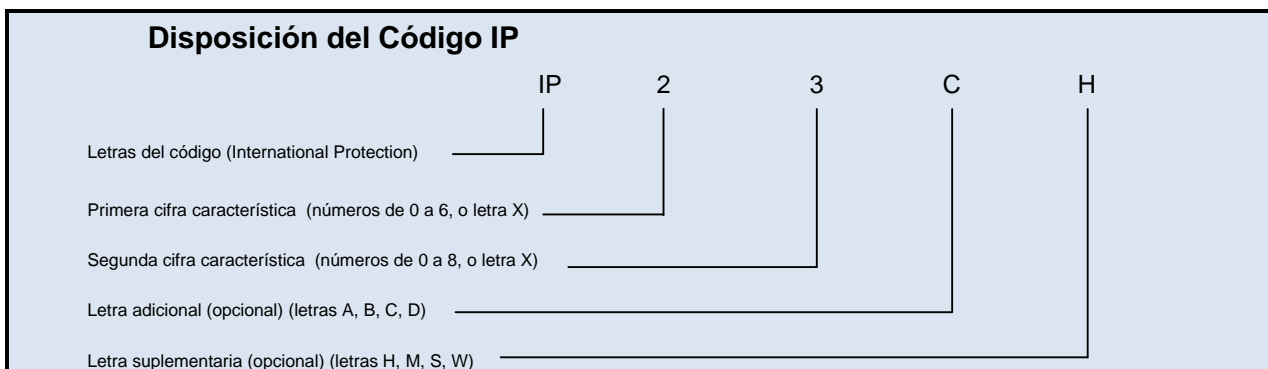 Disposición del Código IP
IP 2 3 C H
Letras del código (International Protection)
Primera cifra característica (números de 0 a 6, o letra X)
Segunda cifra característica (números de 0 a 8, o letra X)
Letra adicional (opcional) (letras A, B, C, D)
Letra suplementaria (opcional) (letras H, M, S, W)